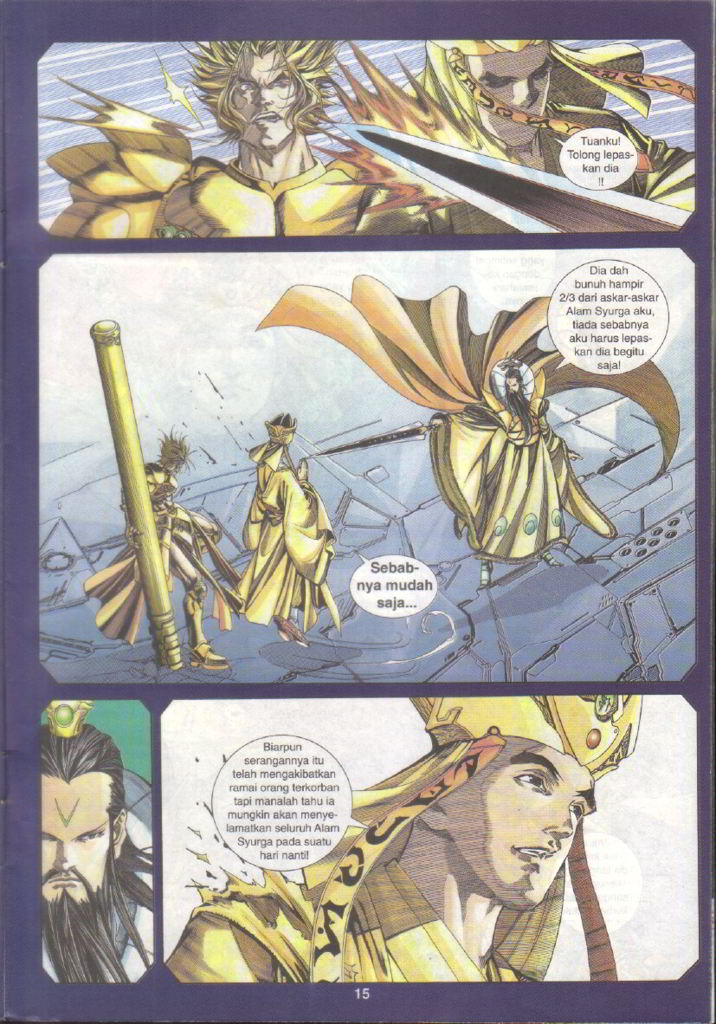 Tuanku!
Tolong lepas-
kan dia
!!
Dia dah
bunuh hampir
2/3 dari askar-askar
Alam Syurga aku,
tiada sebabnya
aku harus lepas-
kan dia begitu
saja!
Sebab-
nya mudah
saja...
Biarpun
serangannya itu
telah mengakibatkan
ramai orang terkorban
tapi manalah tahu ia
mungkin akan menye-
lamatkan seluruh Alam
Syurga pada suatu
hari nanti!
15